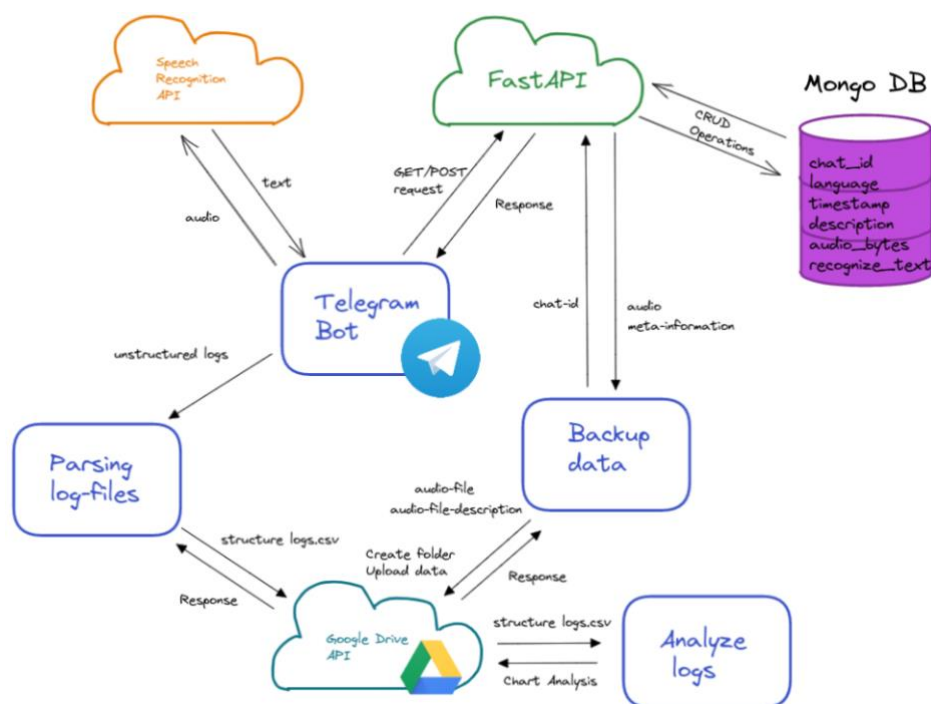 Speech
Recognition
API
FastAPI
Mongo DB
CRUD
Operations
chat_id
language
timestamp
description
audio_bytes
recognize_text
GET/POST
request
text
Response
audio
Telegram
Bot
chat-id
audio
meta-information
unstructured logs
Parsing
log-files
Backup
data
audio-file
audio-file-description
structure logs.csv
Create folder
Upload data
Response
Response
Google Drive
API
structure logs.csv
Chart Analysis
Analyze
logs